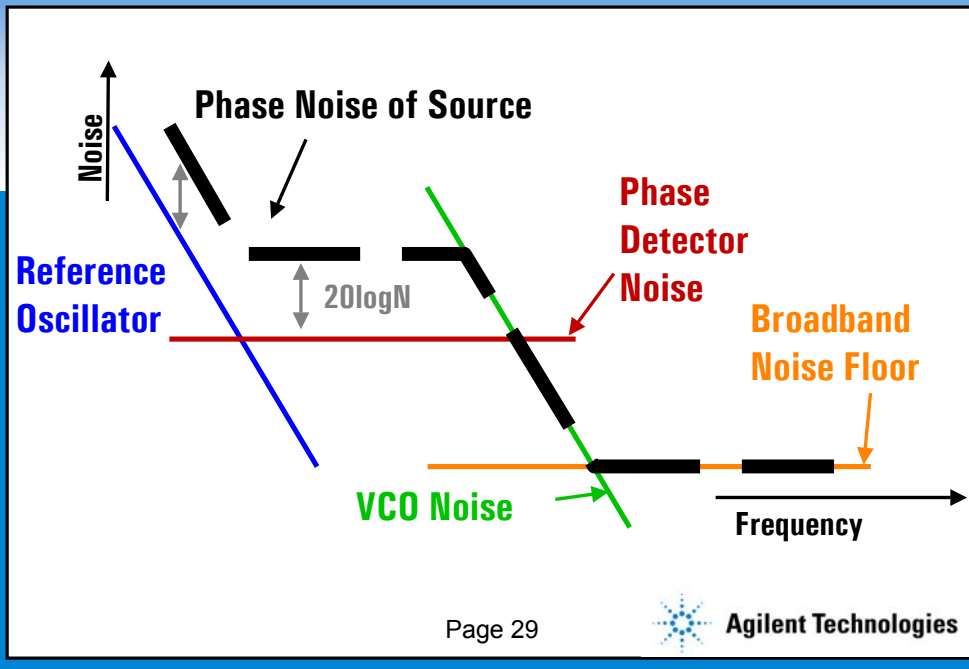 Noise
Phase Noise of Source
Reference
Oscillator
20logN
Phase
Detector
Noise
Broadband
Noise Floor
VCO Noise
Frequency
Page 29
Agilent Technologies